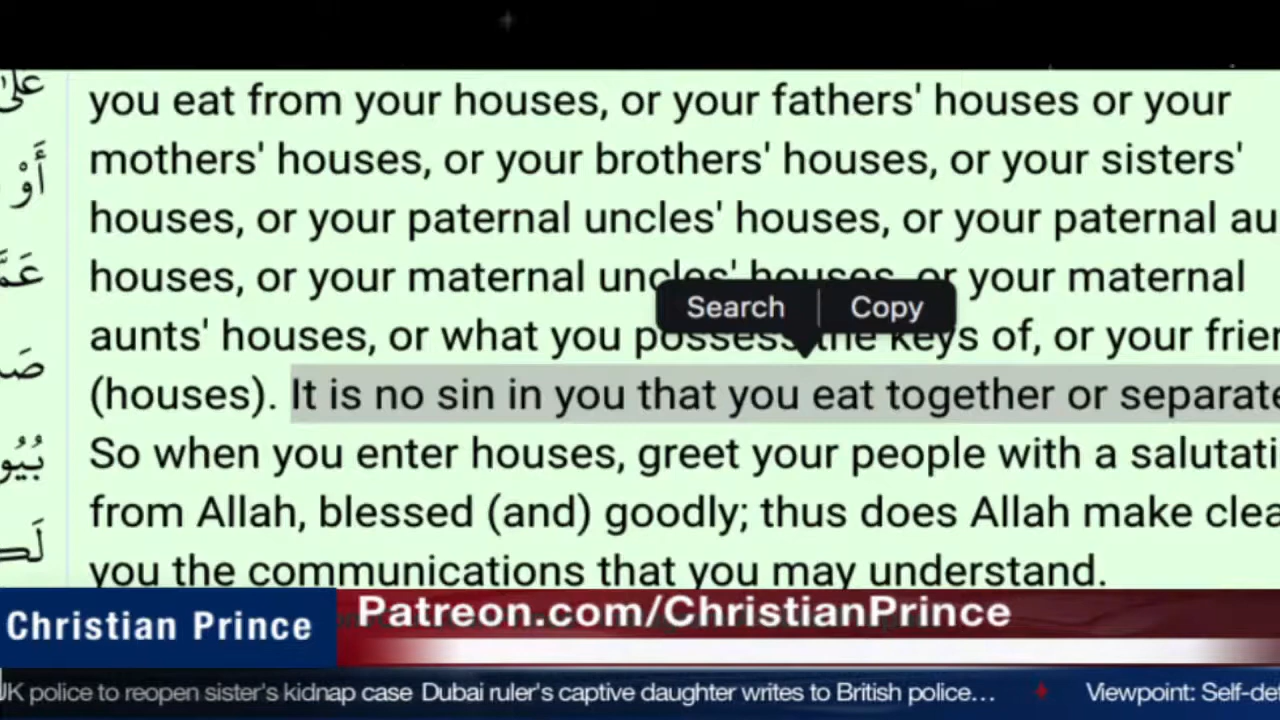 you eat from your houses, or your fathers' houses or your
mothers' houses, or your brothers' houses, or your sisters'
houses, or your paternal uncles' houses, or your paternal
houses, or your maternal uncles' houses, or your maternal
Search Copy
aunts' houses, or what you possess the keys of, or your
(houses). It is no sin in you that you eat together or
So when you enter houses, greet your people with a
from Allah, blessed (and) goodly; thus does Allah make
you the communications that you may understand.
أَوْ
Christian Prince
Patreon.com/ChristianPrince
UK police to reopen sister's kidnap case Dubai ruler's captive daughter writes to British police… Viewpoint: